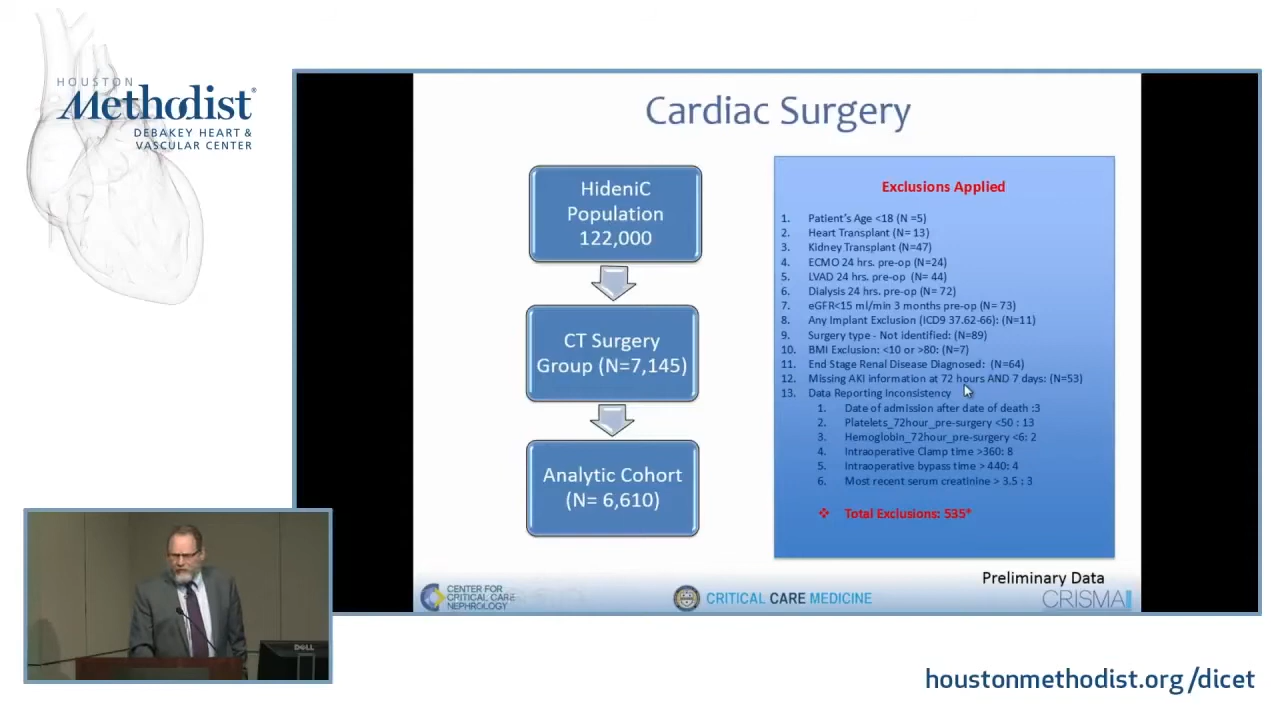 HOUSTON
Methodist®
DEBAKEY HEART &
VASCULAR CENTER
Cardiac Surgery
HideniC
Population
122,000
CT Surgery
Group (N=7,145)
Analytic Cohort
(N= 6,610)
Exclusions Applied
1. Patient's Age <18 (N =5)
2. Heart Transplant (N= 13)
3. Kidney Transplant (N=47)
4. ECMO 24 hrs. pre-op (N=24)
5. LVAD 24 hrs. pre-op (N= 44)
6. Dialysis 24 hrs. pre-op (N= 72)
7. eGFR<15 ml/min 3 months pre-op (N= 73)
8. Any Implant Exclusion (ICD9 37.62-66): (N=11)
9. Surgery type - Not identified: (N=89)
10. BMI Exclusion: <10 or >80: (N=7)
11. End Stage Renal Disease Diagnosed: (N=64)
12. Missing AKI information at 72 hours AND 7 days: (N=53)
13. Data Reporting Inconsistency
1. Date of admission after date of death :3
2. Platelets_72hour_pre-surgery <50 : 13
3. Hemoglobin_72hour_pre-surgery <6: 2
4. Intraoperative Clamp time >360: 8
5. Intraoperative bypass time > 440: 4
6. Most recent serum creatinine > 3.5 : 3
❖ Total Exclusions: 535*
Preliminary Data
CENTER FOR
CRITICAL CARE
NEPHROLOGY
CRITICAL CARE MEDICINE
CRISMA
DELL
houstonmethodist.org/dicet